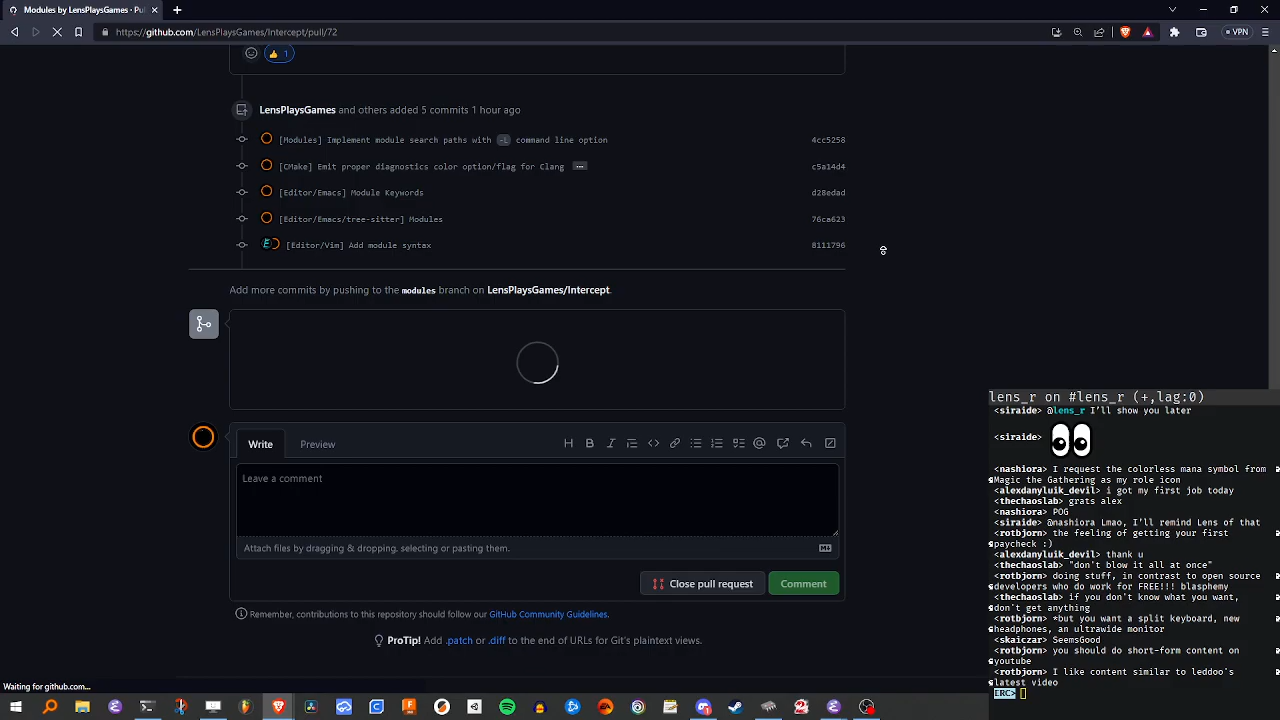 Modules by LensPlaysGames · Pul
https://github.com/LensPlaysGames/Intercept/pull/72
VPN
1
LensPlaysGames and others added 5 commits 1 hour ago
[Modules] Implement module search paths with -L command line option 4cc5258
[CMake] Emit proper diagnostics color option/flag for Clang ... c5a14d4
[Editor/Emacs] Module Keywords d28edad
[Editor/Emacs/tree-sitter] Modules 76ca623
[Editor/Vim] Add module syntax 8111796
Add more commits by pushing to the modules branch on LensPlaysGames/Intercept.
Write Preview
Leave a comment
Attach files by dragging & dropping, selecting or pasting them.
Close pull request Comment
Remember, contributions to this repository should follow our GitHub Community Guidelines.
ProTip! Add .patch or .diff to the end of URLs for Git's plaintext views.
Waiting for github.com...
lens_r on #lens_r (+,lag:0)
<siraide> @lens_r I'll show you later
<siraide>
<nashiora> I request the colorless mana symbol from
Magic the Gathering as my role icon
<alexdanyluik_devil> i got my first job today
<thechaoslab> grats alex
<nashiora> POG
<siraide> @nashiora Lmao, I'll remind Lens of that
<rotbjorn> the feeling of getting your first
paycheck :)
<alexdanyluik_devil> thank u
<thechaoslab> "don't blow it all at once"
<rotbjorn> doing stuff, in contrast to open source
developers who do work for FREE!!! blasphemy
<thechaoslab> if you don't know what you want,
don't get anything
<rotbjorn> *but you want a split keyboard, new
headphones, an ultrawide monitor
<skaiczar> SeemsGood
<rotbjorn> you should do short-form content on
youtube
<rotbjorn> I like content similar to leddoo's
latest video
ERC>